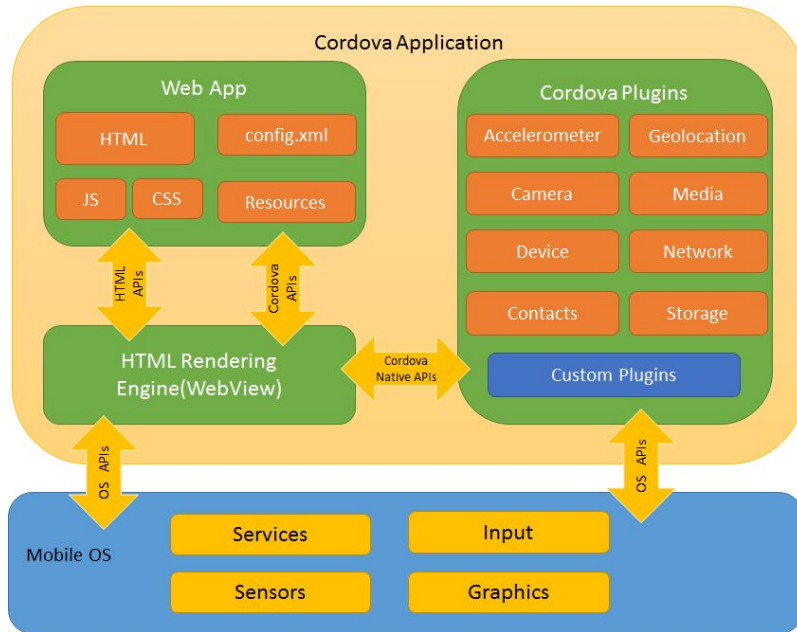 Cordova Application
Web App
HTML
config.xml
JS
CSS
Resources
HTML
APIs
Cordova
APIs
HTML Rendering
Engine(WebView)
Cordova
Native APIs
Cordova Plugins
Accelerometer
Geolocation
Camera
Media
Device
Network
Contacts
Storage
Custom Plugins
OS APIs
OS APIs
Mobile OS
Services
Input
Sensors
Graphics